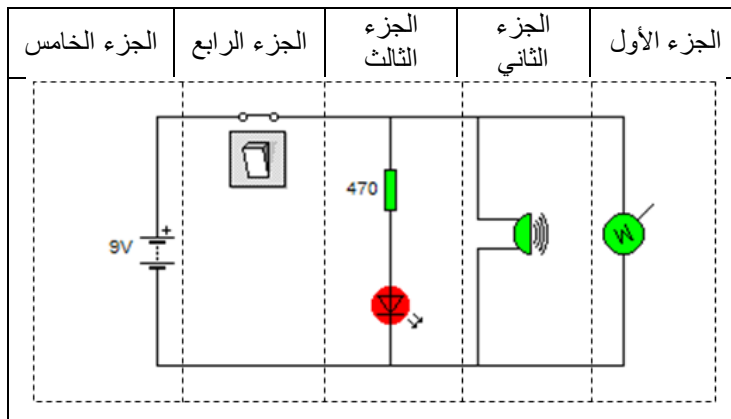 الجزء الأول
الجزء الثاني
الجزء الثالث
الجزء الرابع
الجزء الخامس
470
+
9V
M